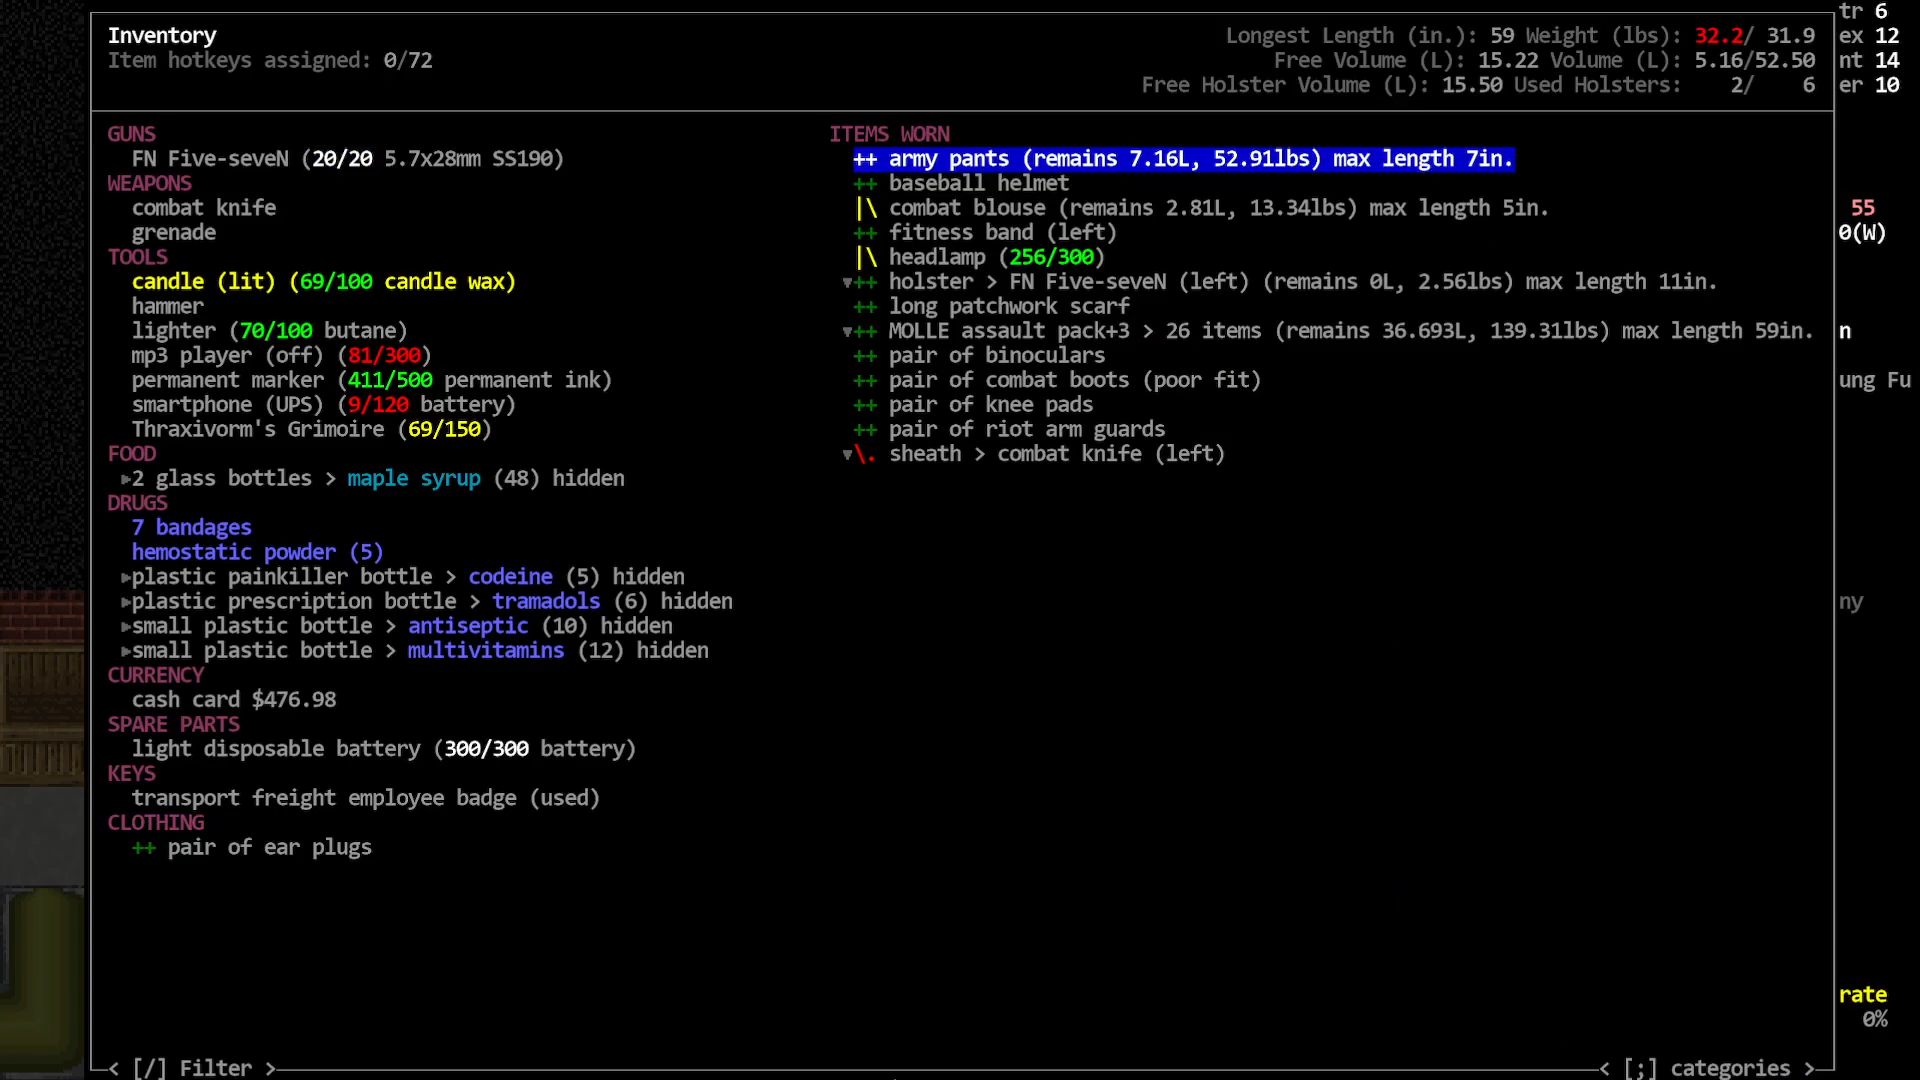 Inventory
Item hotkeys assigned: 0/72
Longest Length (in.): 59 Weight (lbs): 32.2/ 31.9
Free Volume (L): 15.22 Volume (L): 5.16/52.50
Free Holster Volume (L): 15.50 Used Holsters: 2/ 6
GUNS
FN Five-seveN (20/20 5.7x28mm SS190)
WEAPONS
combat knife
grenade
TOOLS
candle (lit) (69/100 candle wax)
hammer
lighter (70/100 butane)
mp3 player (off) (81/300)
permanent marker (411/500 permanent ink)
smartphone (UPS) (9/120 battery)
Thraxivorm's Grimoire (69/150)
FOOD
▸2 glass bottles > maple syrup (48) hidden
DRUGS
7 bandages
hemostatic powder (5)
▸plastic painkiller bottle > codeine (5) hidden
▸plastic prescription bottle > tramadols (6) hidden
▸small plastic bottle > antiseptic (10) hidden
▸small plastic bottle > multivitamins (12) hidden
CURRENCY
cash card $476.98
SPARE PARTS
light disposable battery (300/300 battery)
KEYS
transport freight employee badge (used)
CLOTHING
++ pair of ear plugs
ITEMS WORN
++ army pants (remains 7.16L, 52.91lbs) max length 7in.
++ baseball helmet
|\ combat blouse (remains 2.81L, 13.34lbs) max length 5in.
++ fitness band (left)
|\ headlamp (256/300)
▾++ holster > FN Five-seveN (left) (remains 0L, 2.56lbs) max length 11in.
++ long patchwork scarf
▾++ MOLLE assault pack+3 > 26 items (remains 36.693L, 139.31lbs) max length 59in.
++ pair of binoculars
++ pair of combat boots (poor fit)
++ pair of knee pads
++ pair of riot arm guards
▾\. sheath > combat knife (left)
< [/] Filter >
< [;] categories >
tr 6
ex 12
nt 14
er 10
55
0(W)
n
ung Fu
ny
rate
0%